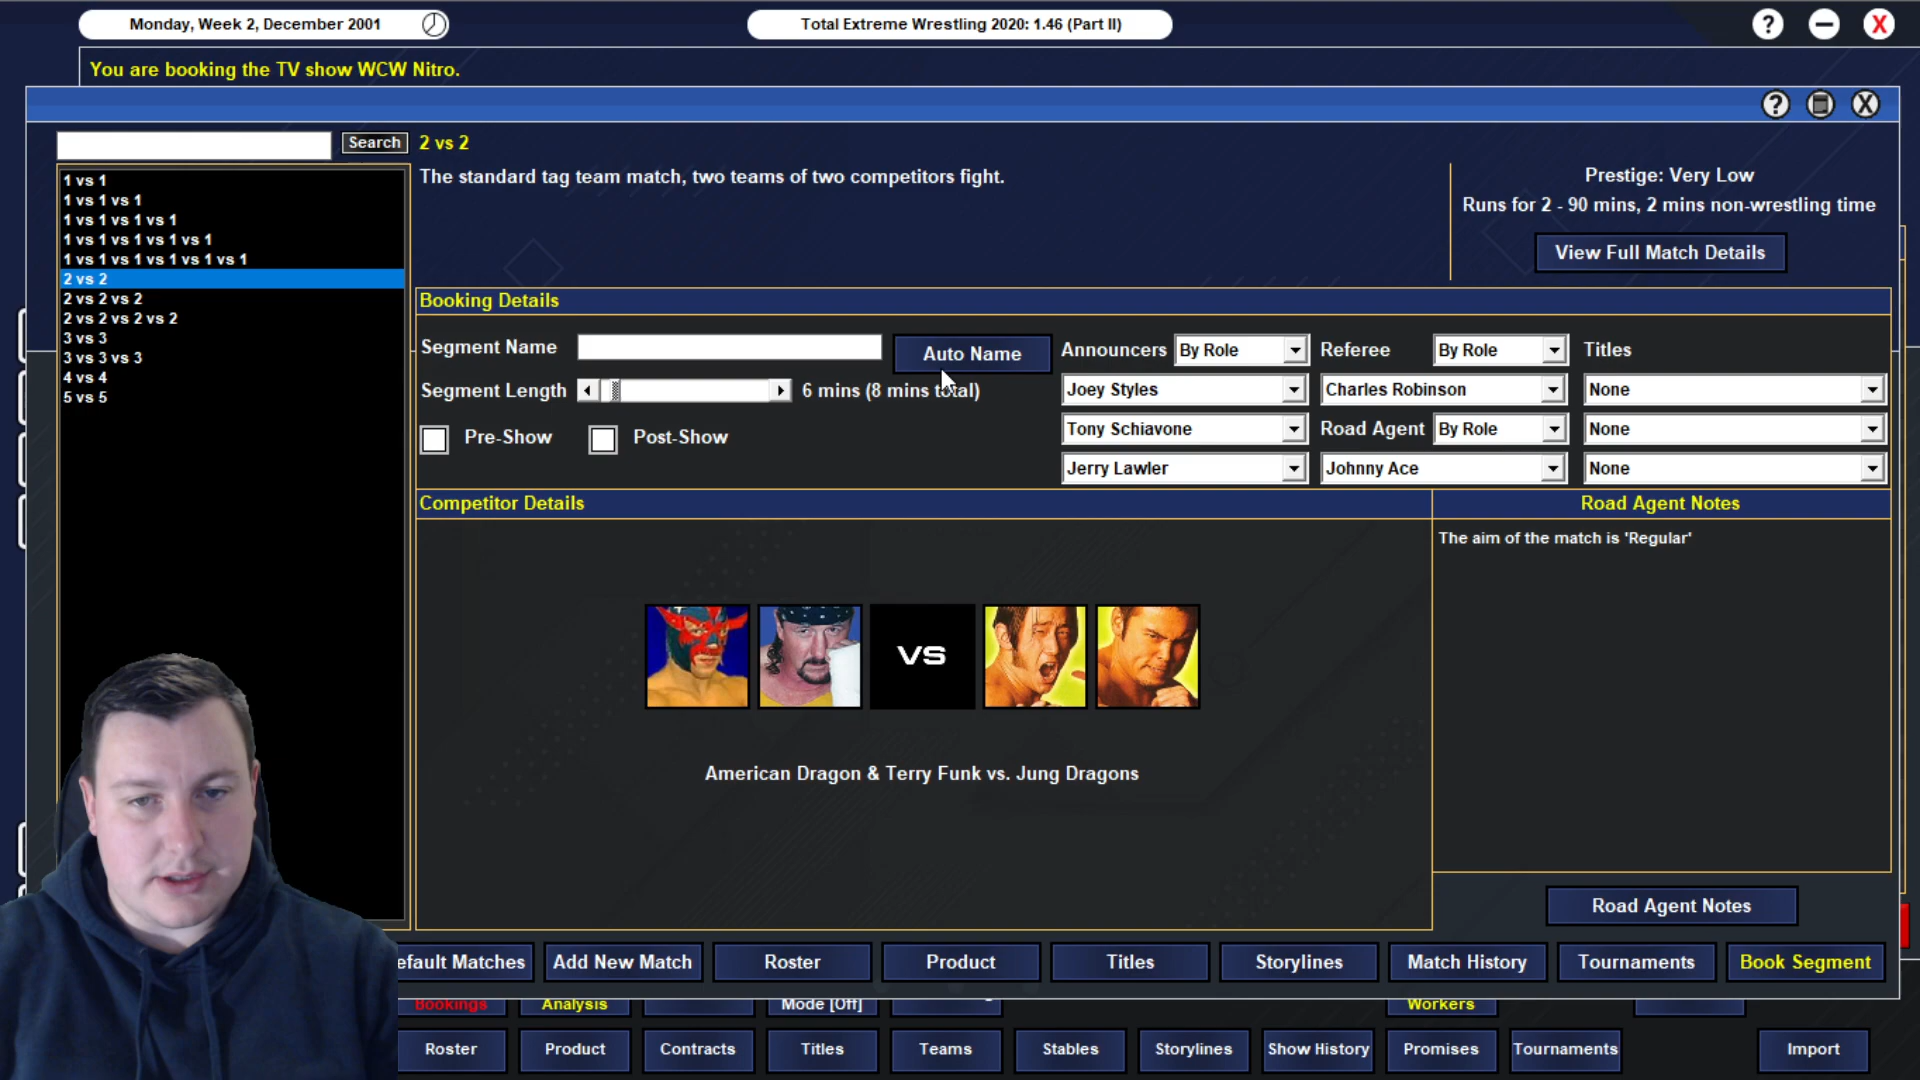 Monday, Week 2, December 2001
Total Extreme Wrestling 2020: 1.46 (Part II)
? − X
You are booking the TV show WCW Nitro.
? X
Search
2 vs 2
1 vs 1
1 vs 1 vs 1
1 vs 1 vs 1 vs 1
1 vs 1 vs 1 vs 1 vs 1
1 vs 1 vs 1 vs 1 vs 1 vs 1
2 vs 2
2 vs 2 vs 2
2 vs 2 vs 2 vs 2
3 vs 3
3 vs 3 vs 3
4 vs 4
5 vs 5
The standard tag team match, two teams of two competitors fight.
Prestige: Very Low
Runs for 2 - 90 mins, 2 mins non-wrestling time
View Full Match Details
Booking Details
Segment Name
Auto Name
Announcers By Role
Referee By Role
Titles
Segment Length
6 mins (8 mins total)
Joey Styles
Charles Robinson
None
Pre-Show
Post-Show
Tony Schiavone
Road Agent By Role
None
Jerry Lawler
Johnny Ace
None
Competitor Details
Road Agent Notes
The aim of the match is 'Regular'
VS
American Dragon & Terry Funk vs. Jung Dragons
Road Agent Notes
efault Matches
Add New Match
Roster
Product
Titles
Storylines
Match History
Tournaments
Book Segment
Bookings
Analysis
Mode [Off]
Workers
Roster
Product
Contracts
Titles
Teams
Stables
Storylines
Show History
Promises
Tournaments
Import